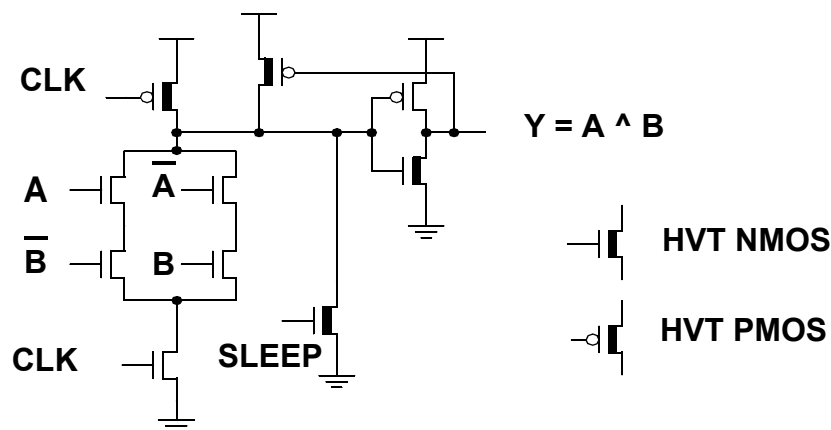 CLK
Y = A ^ B
A
A̅
B̅
B
HVT NMOS
HVT PMOS
CLK
SLEEP